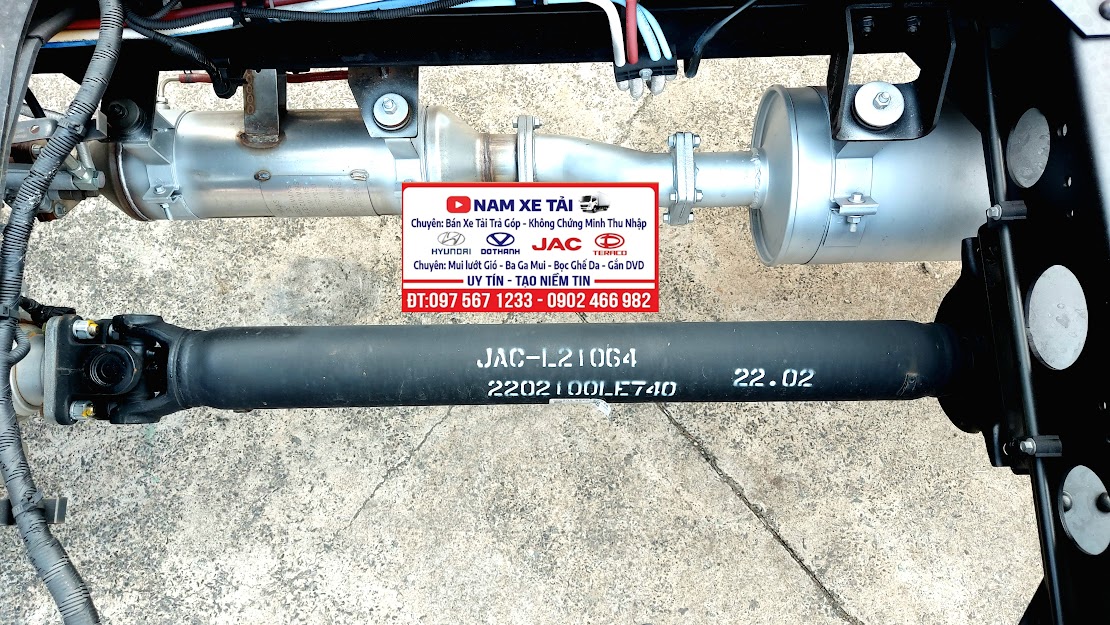 NAM XE TẢI
Chuyên: Bán Xe Tải Trả Góp - Không Chứng Minh Thu Nhập
HYUNDAI DOTHANH JAC TERACO
Chuyên: Mui lướt Gió - Ba Ga Mui - Bọc Ghế Da - Gắn DVD
UY TÍN - TẠO NIỀM TIN
ĐT:097 567 1233 - 0902 466 982
JAC-L210G4
2202100LE740 22.02